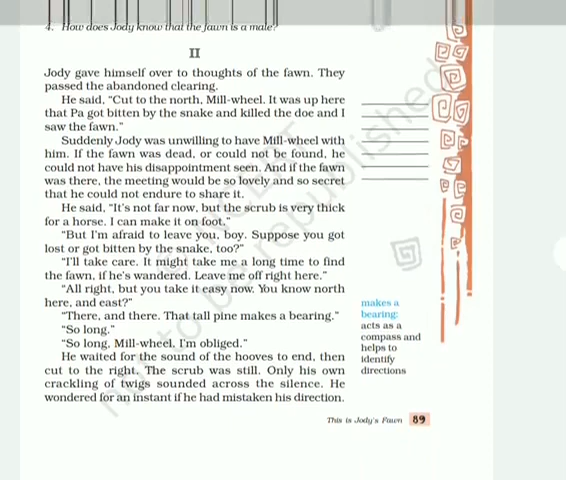 4. How does Jody know that the fawn is a male?
II
Jody gave himself over to thoughts of the fawn. They
passed the abandoned clearing.
He said, “Cut to the north, Mill-wheel. It was up here
that Pa got bitten by the snake and killed the doe and I
saw the fawn.”
Suddenly Jody was unwilling to have Mill-wheel with
him. If the fawn was dead, or could not be found, he
could not have his disappointment seen. And if the fawn
was there, the meeting would be so lovely and so secret
that he could not endure to share it.
He said, “It's not far now, but the scrub is very thick
for a horse. I can make it on foot.”
“But I'm afraid to leave you, boy. Suppose you got
lost or got bitten by the snake, too?”
“I'll take care. It might take me a long time to find
the fawn, if he's wandered. Leave me off right here.”
“All right, but you take it easy now. You know north
here, and east?”
“There, and there. That tall pine makes a bearing.”
“So long.”
“So long, Mill-wheel. I'm obliged.”
He waited for the sound of the hooves to end, then
cut to the right. The scrub was still. Only his own
crackling of twigs sounded across the silence. He
wondered for an instant if he had mistaken his direction.
makes a
bearing:
acts as a
compass and
helps to
identify
directions
This is Jody's Fawn 89
be republished